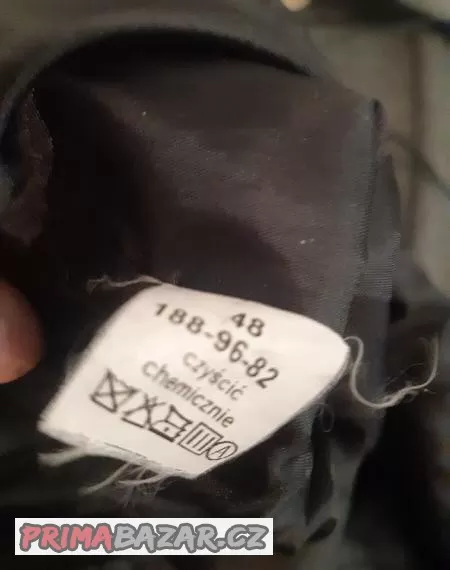 48
188-96-82
czyścić
chemicznie
A
PRIMABAZAR.CZ